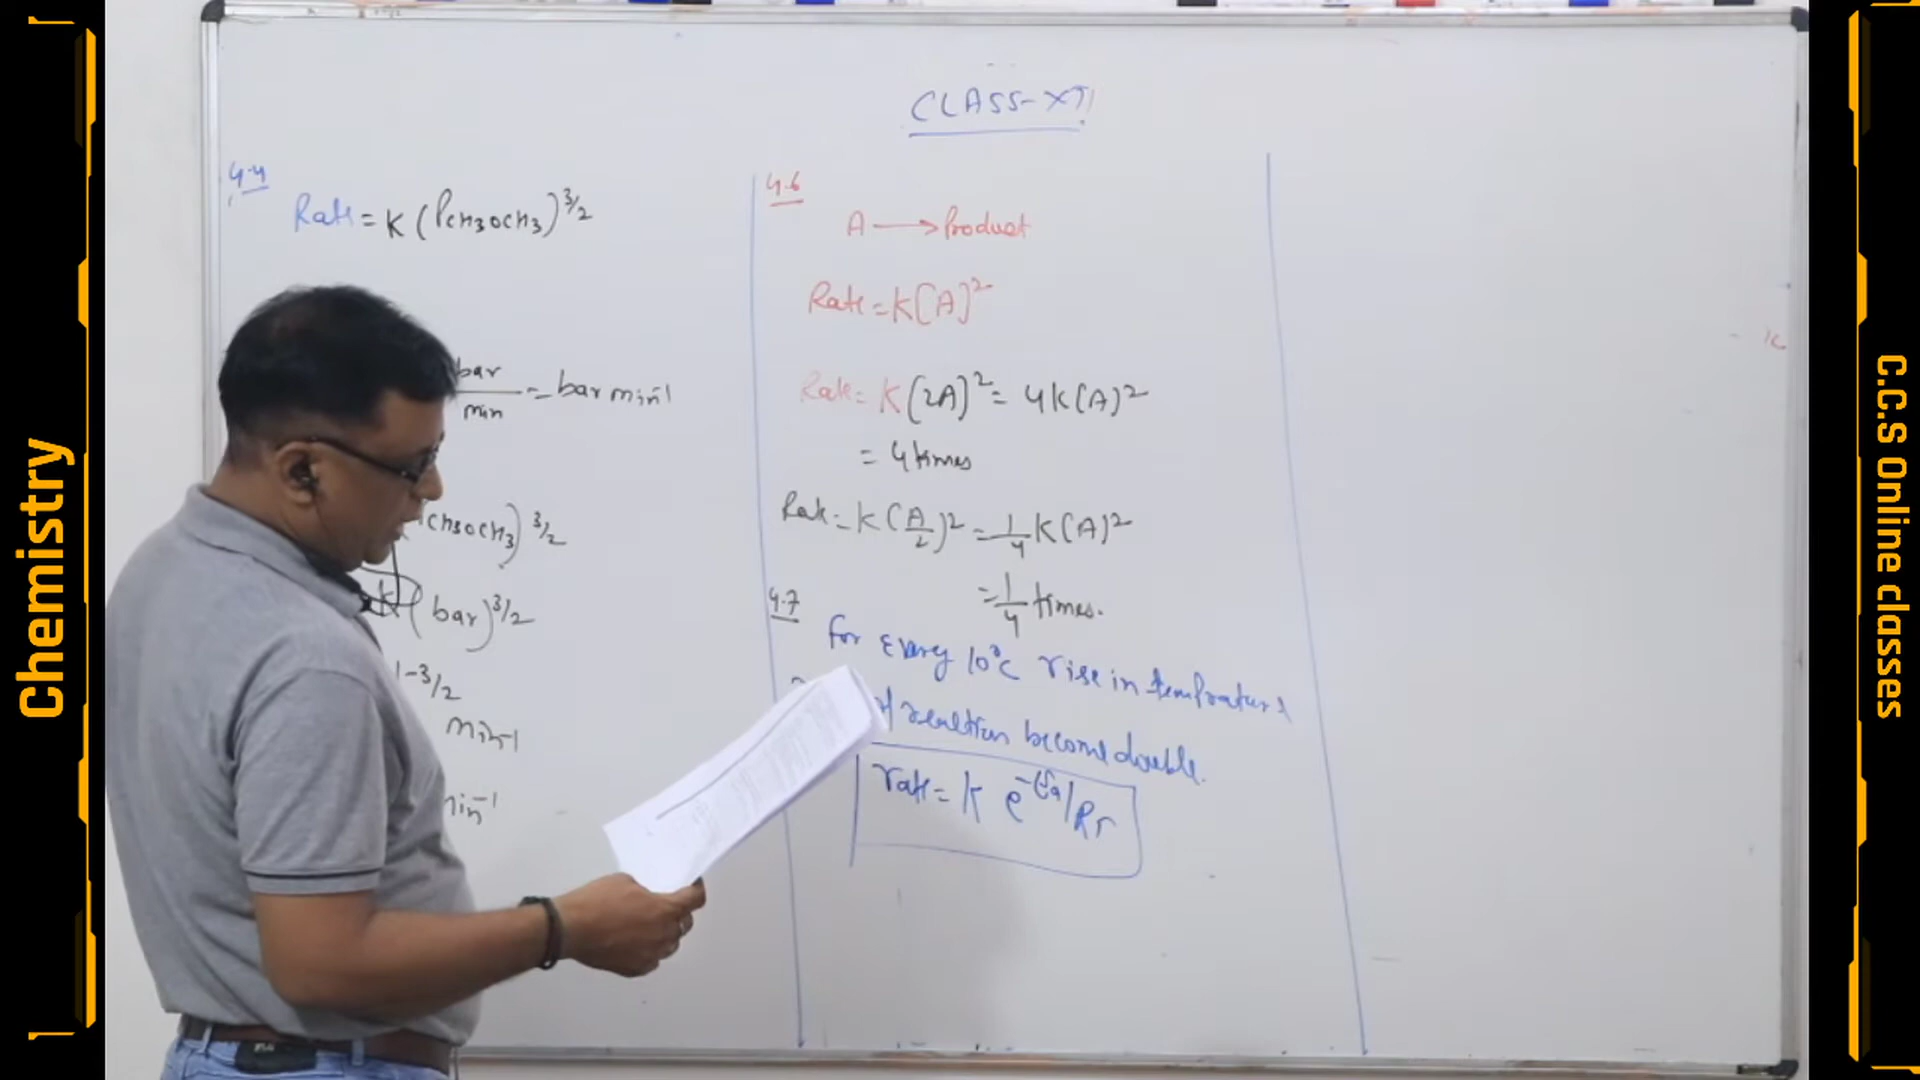 Chemistry
CLASS-XII
4.4
Rate = K (PCH3OCH3)^3/2
bar/min = bar min-1
CH3OCH3)^3/2
K (bar)^3/2
1-3/2
min-1
min-1
4.6
A → Product
Rate = K[A]^2
Rate = K (2A)^2 = 4K(A)^2
= 4 times
Rate = K(A/2)^2 = 1/4 K(A)^2
= 1/4 times.
4.7
for every 10°C rise in temprature
of reaction become double.
rate = K e^-Ea/RT
C.C.S Online classes